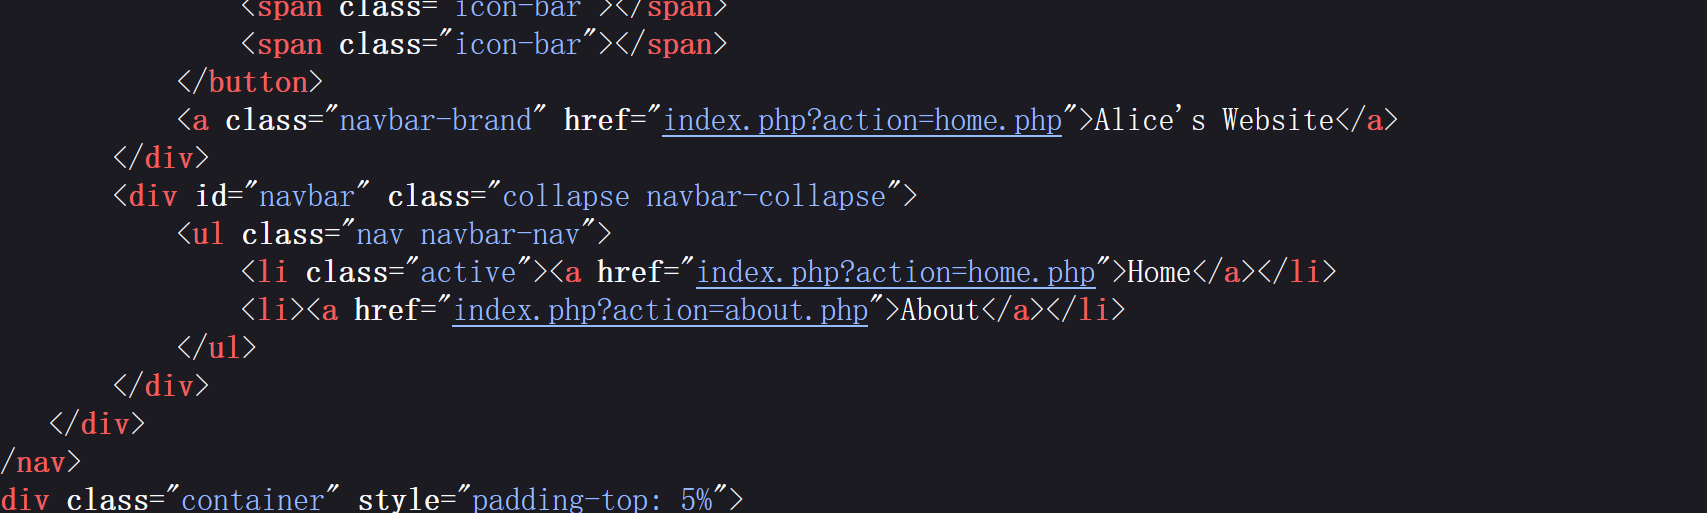 <span class="icon-bar"></span>
<span class="icon-bar"></span>
</button>
<a class="navbar-brand" href="index.php?action=home.php">Alice's Website</a>
</div>
<div id="navbar" class="collapse navbar-collapse">
<ul class="nav navbar-nav">
<li class="active"><a href="index.php?action=home.php">Home</a></li>
<li><a href="index.php?action=about.php">About</a></li>
</ul>
</div>
</div>
/nav>
div class="container" style="padding-top: 5%">